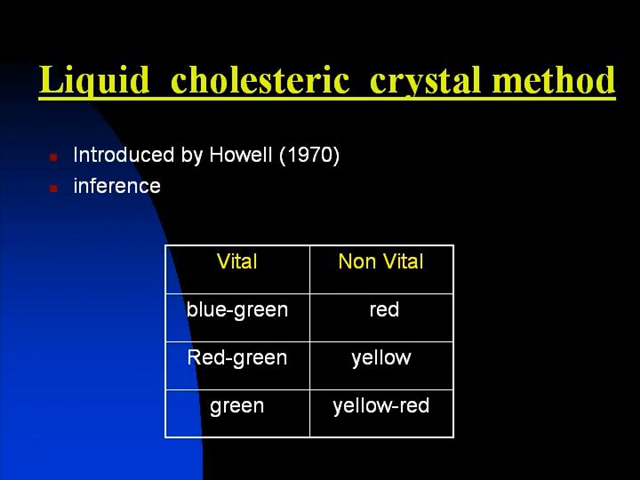 Liquid cholesteric crystal method
Introduced by Howell (1970)
inference
Vital Non Vital
blue-green red
Red-green yellow
green yellow-red